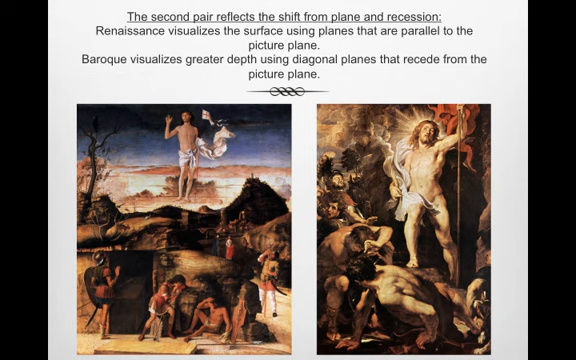 The second pair reflects the shift from plane and recession:
Renaissance visualizes the surface using planes that are parallel to the
picture plane.
Baroque visualizes greater depth using diagonal planes that recede from the
picture plane.